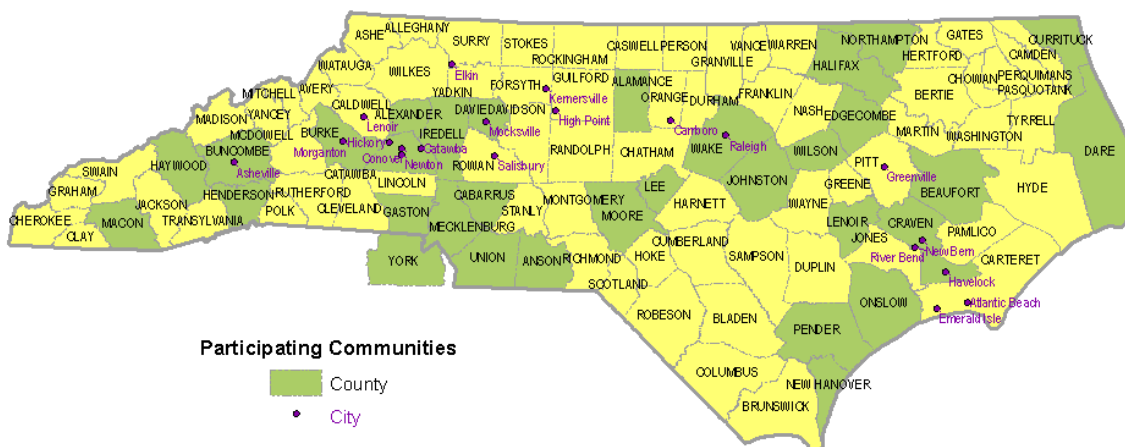 ASHE
ALLEGHANY
SURRY
STOKES
ROCKINGHAM
CASWELL
PERSON
GRANVILLE
VANCE
WARREN
NORTHAMPTON
HERTFORD
GATES
CURRITUCK
CAMDEN
PERQUIMANS
PASQUOTANK
CHOWAN
WATAUGA
WILKES
Elkin
YADKIN
FORSYTH
Kernersville
High Point
GUILFORD
ALAMANCE
ORANGE
DURHAM
FRANKLIN
HALIFAX
NASH
EDGECOMBE
BERTIE
MARTIN
WASHINGTON
TYRRELL
DARE
MITCHELL
AVERY
CALDWELL
Lenoir
ALEXANDER
DAVIE
DAVIDSON
Mocksville
IREDELL
Carrboro
WAKE
Raleigh
WILSON
PITT
Greenville
BEAUFORT
HYDE
MADISON
YANCEY
MCDOWELL
BURKE
Morganton
Hickory
Conover
Newton
Catawba
CATAWBA
ROWAN
Salisbury
RANDOLPH
CHATHAM
JOHNSTON
GREENE
SWAIN
HAYWOOD
BUNCOMBE
Asheville
HENDERSON
RUTHERFORD
LINCOLN
CABARRUS
STANLY
MONTGOMERY
MOORE
LEE
HARNETT
WAYNE
LENOIR
CRAVEN
JONES
PAMLICO
New Bern
River Bend
GRAHAM
CHEROKEE
CLAY
MACON
JACKSON
TRANSYLVANIA
POLK
CLEVELAND
GASTON
MECKLENBURG
YORK
UNION
ANSON
RICHMOND
HOKE
SCOTLAND
CUMBERLAND
SAMPSON
DUPLIN
ONSLOW
CARTERET
Havelock
Atlantic Beach
Emerald Isle
ROBESON
BLADEN
PENDER
COLUMBUS
NEW HANOVER
BRUNSWICK
Participating Communities
County
City